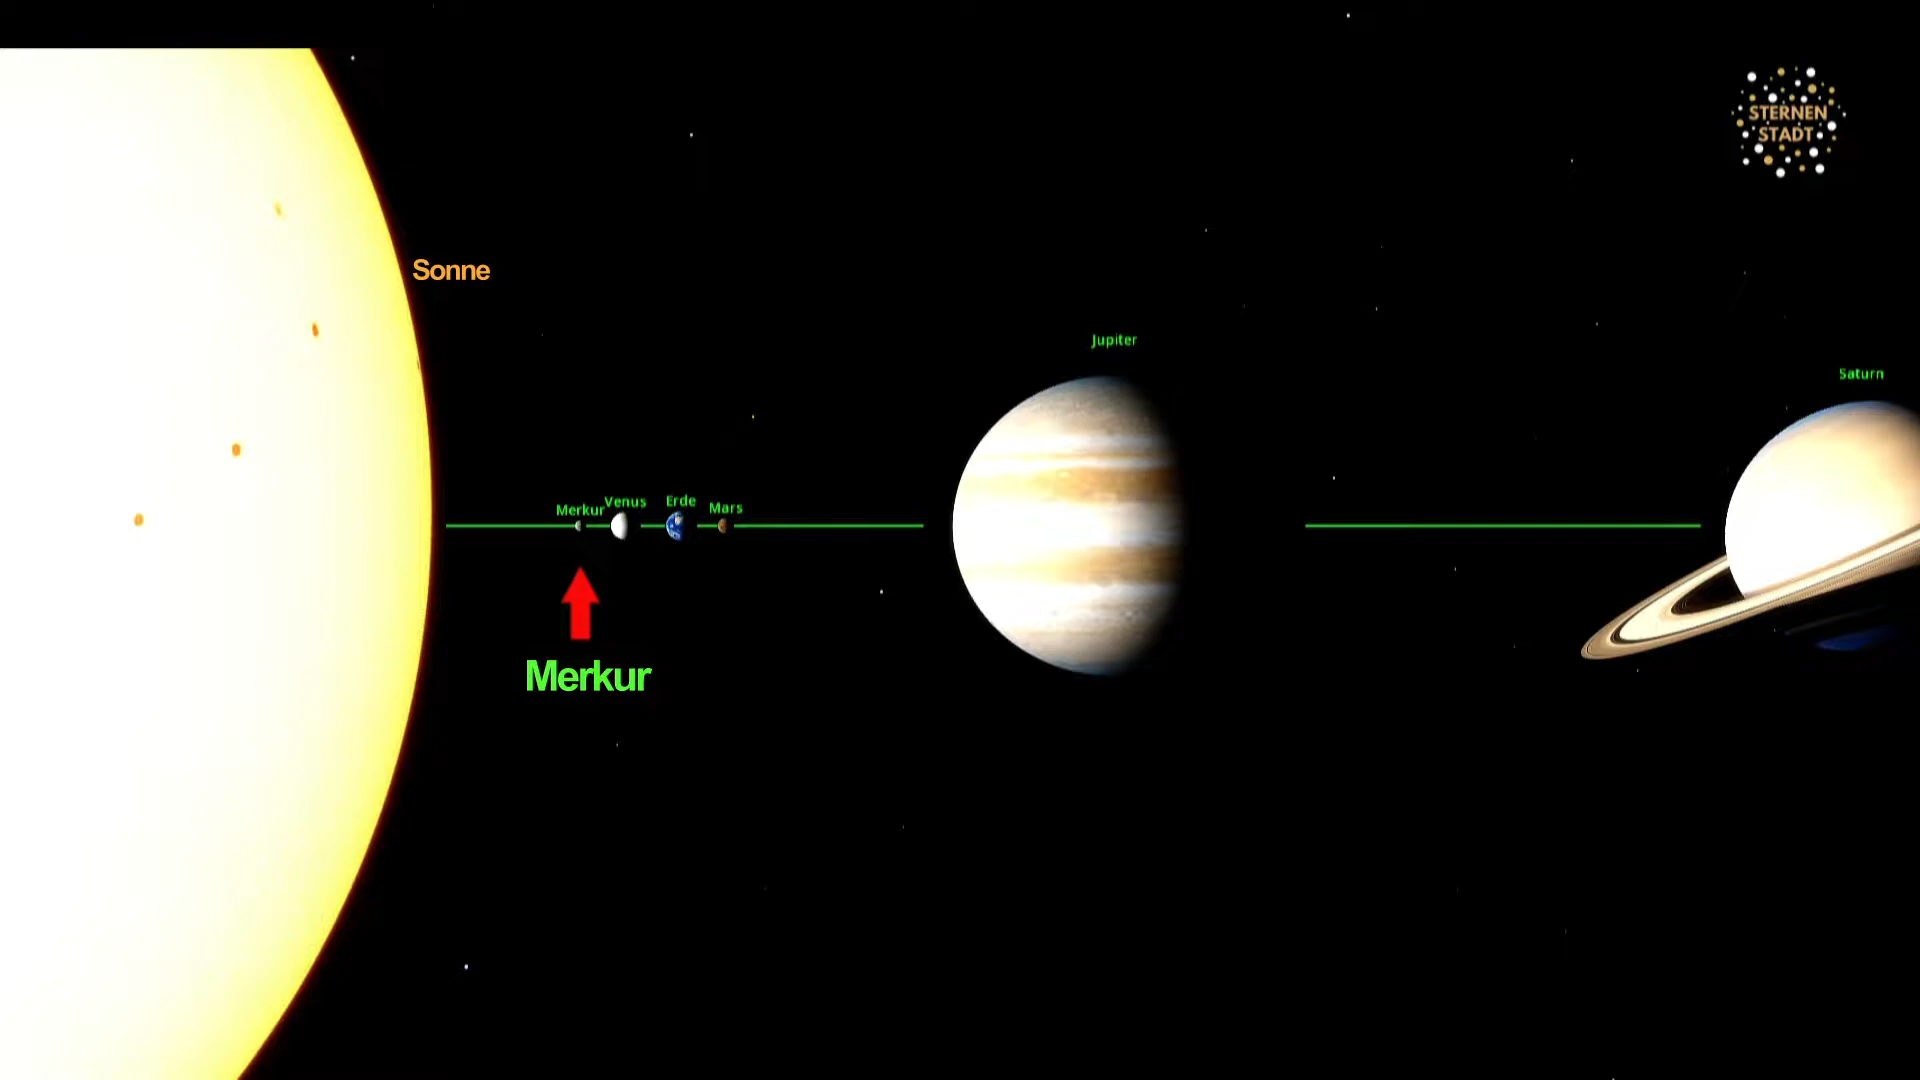 STERNEN
STADT
Sonne
Jupiter
Saturn
Merkur
Venus
Erde
Mars
Merkur